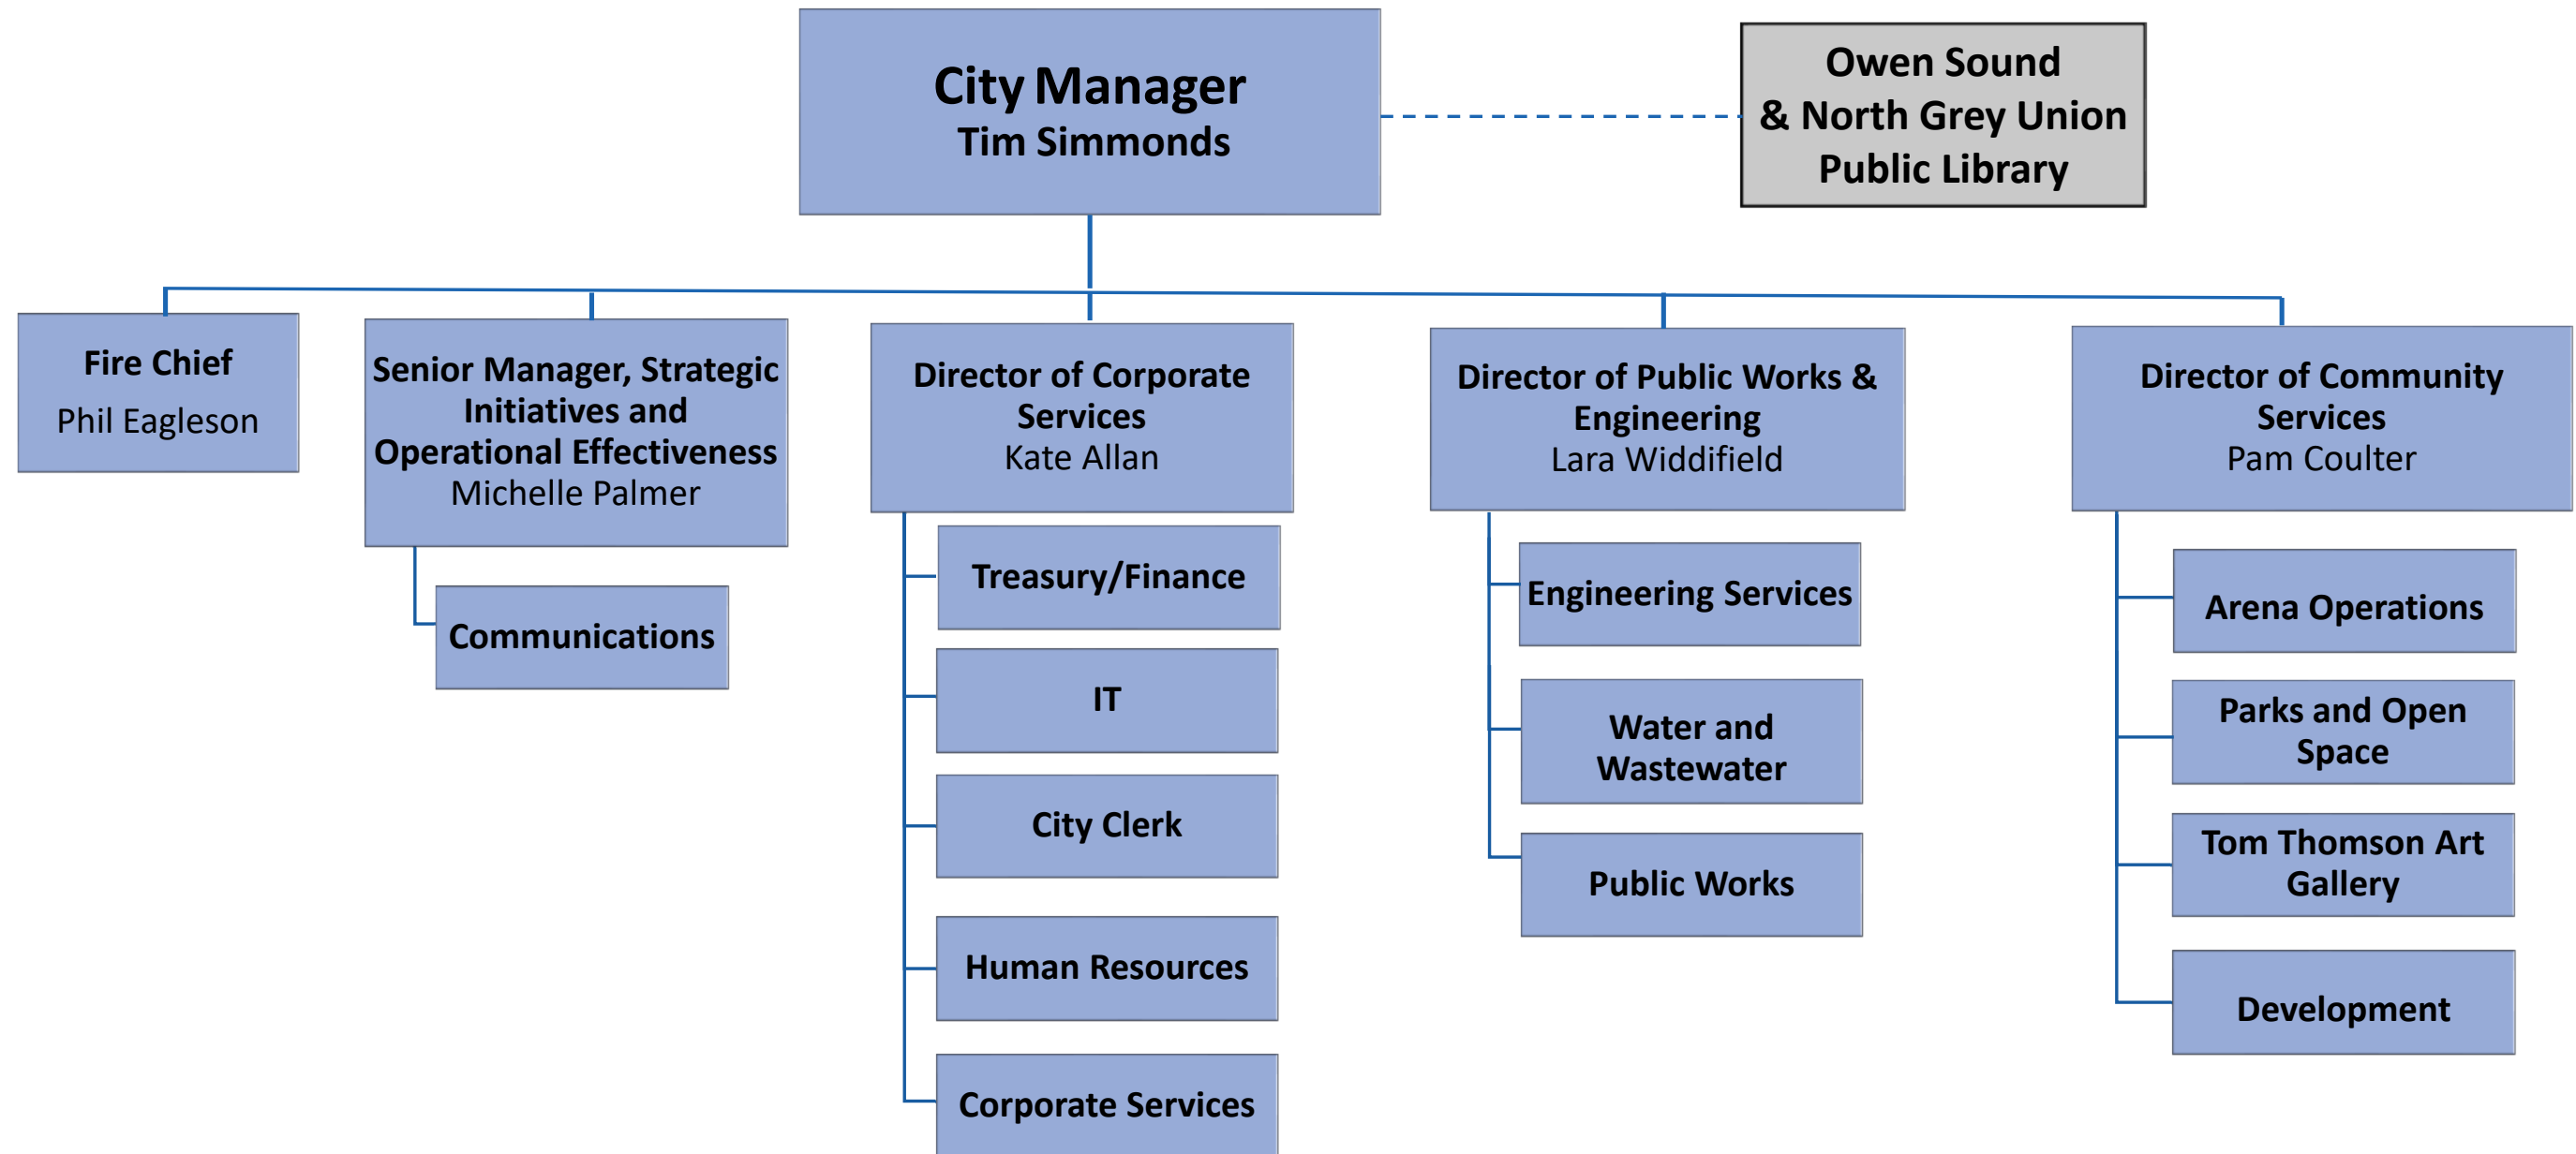 City Manager
Tim Simmonds
Owen Sound
& North Grey Union
Public Library
Fire Chief
Phil Eagleson
Senior Manager, Strategic
Initiatives and
Operational Effectiveness
Michelle Palmer
Communications
Director of Corporate
Services
Kate Allan
Treasury/Finance
IT
City Clerk
Human Resources
Corporate Services
Director of Public Works &
Engineering
Lara Widdifield
Engineering Services
Water and
Wastewater
Public Works
Director of Community
Services
Pam Coulter
Arena Operations
Parks and Open
Space
Tom Thomson Art
Gallery
Development